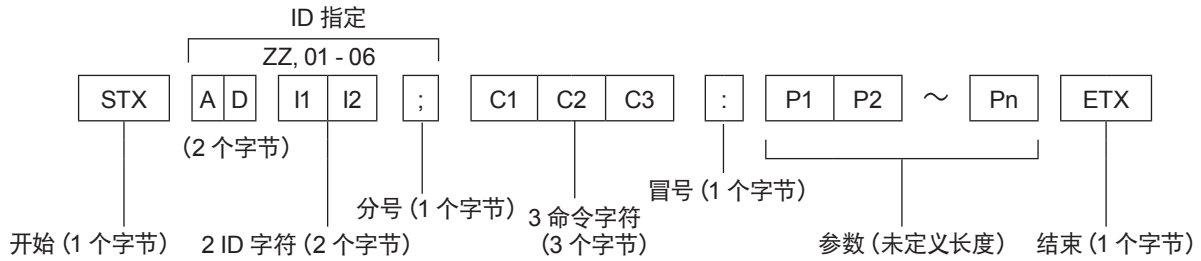 ID 指定
ZZ, 01 - 06
STX A D I1 I2 ; C1 C2 C3 : P1 P2 ～ Pn ETX
(2 个字节)
分号 (1 个字节) 3 命令字符 冒号 (1 个字节)
开始 (1 个字节) 2 ID 字符 (2 个字节) (3 个字节) 参数 (未定义长度) 结束 (1 个字节)